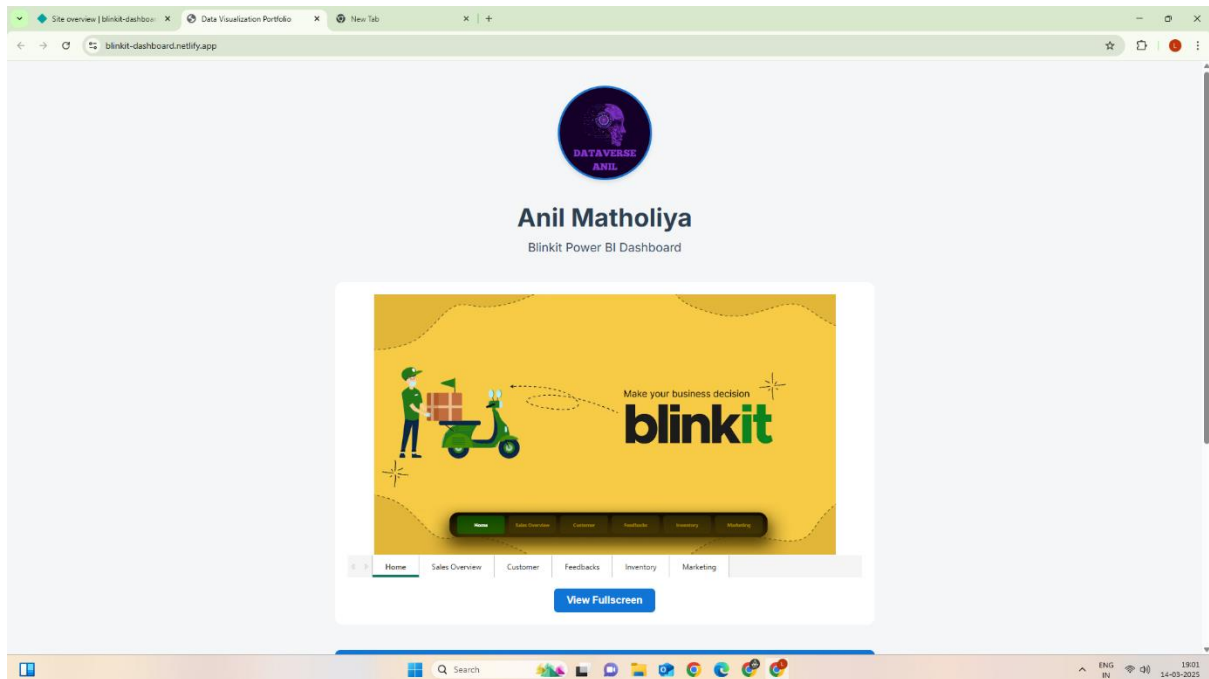 Site overview | blinkit-dashboar
Data Visualization Portfolio
New Tab
blinkit-dashboard.netlify.app
L
DATAVERSE
ANIL
Anil Matholiya
Blinkit Power BI Dashboard
Make your business decision
blinkit
Home Sales Overview Customer Feedbacks Inventory Marketing
Home Sales Overview Customer Feedbacks Inventory Marketing
View Fullscreen
Search
ENG
IN
19:01
14-03-2025